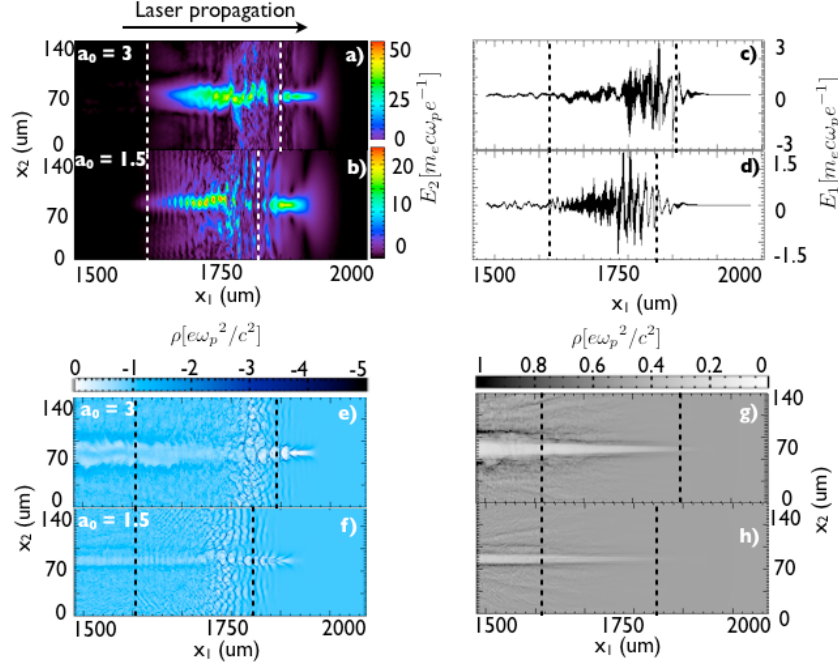 Laser propagation
a₀ = 3
a)
140
70
0
x₂ (um)
a₀ = 1.5
b)
140
70
0
1500
1750
2000
x₁ (um)
50
25
0
20
10
0
E₂[mₑcωₚe⁻¹]
c)
3
0
-3
d)
1.5
0
-1.5
1500
1750
2000
x₁ (um)
E₁[mₑcωₚe⁻¹]
ρ[eωₚ²/c²]
0 -1 -2 -3 -4 -5
a₀ = 3
e)
140
70
0
x₂ (um)
a₀ = 1.5
f)
140
70
0
1500 1750 2000
x₁ (um)
ρ[eωₚ²/c²]
1 0.8 0.6 0.4 0.2 0
g)
140
70
0
x₂ (um)
h)
140
70
0
1500 1750 2000
x₁ (um)